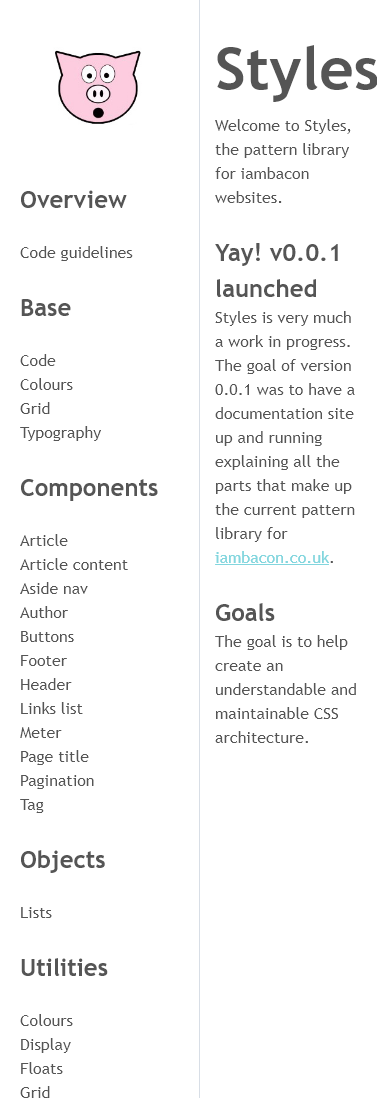 Overview
Code guidelines
Base
Code
Colours
Grid
Typography
Components
Article
Article content
Aside nav
Author
Buttons
Footer
Header
Links list
Meter
Page title
Pagination
Tag
Objects
Lists
Utilities
Colours
Display
Floats
Grid
Styles
Welcome to Styles,
the pattern library
for iambacon
websites.
Yay! v0.0.1
launched
Styles is very much
a work in progress.
The goal of version
0.0.1 was to have a
documentation site
up and running
explaining all the
parts that make up
the current pattern
library for
iambacon.co.uk.
Goals
The goal is to help
create an
understandable and
maintainable CSS
architecture.